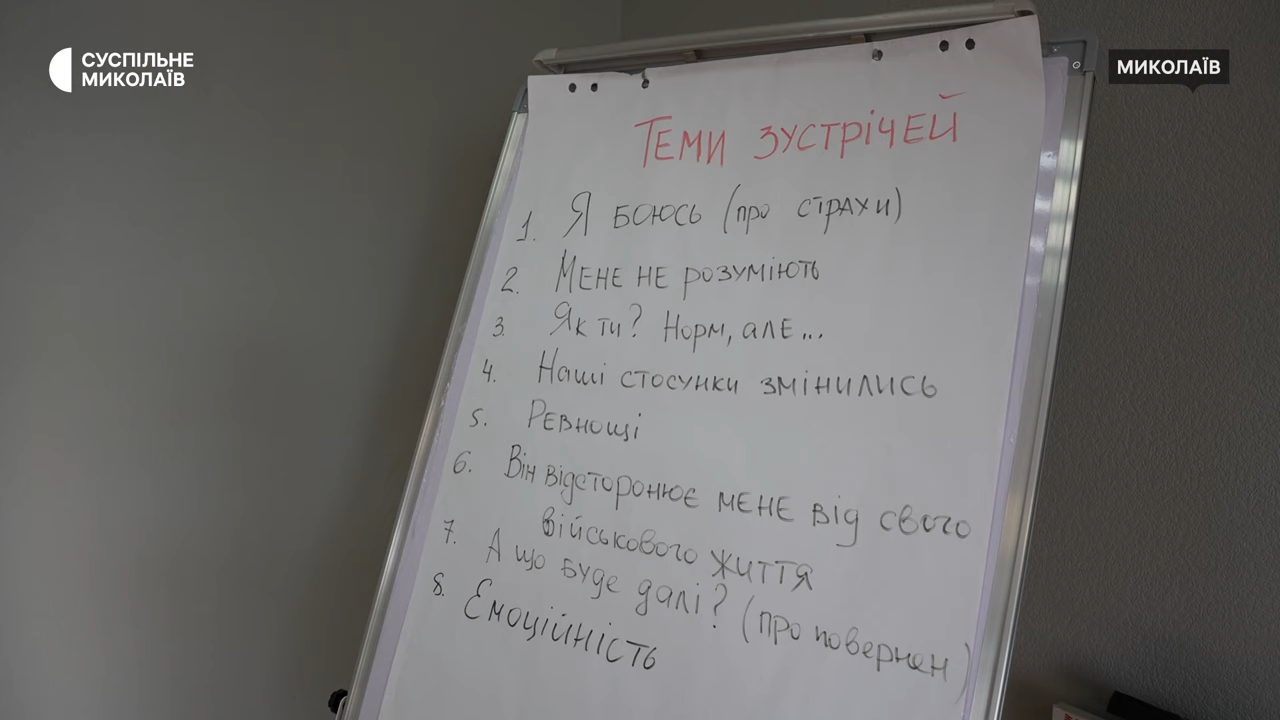 СУСПІЛЬНЕ
МИКОЛАЇВ
МИКОЛАЇВ
ТЕМИ ЗУСТРІЧЕЙ
1. Я БОЮСЬ (про СТРАХИ)
2. МЕНЕ НЕ РОЗУМІЮТЬ
3. Як ти? Норм, але...
4. Наші стосунки змінились
5. Ревнощі
6. Він відсторонює мене від свого
військового життя
7. А що буде далі? (про повернен)
8. Емоційність